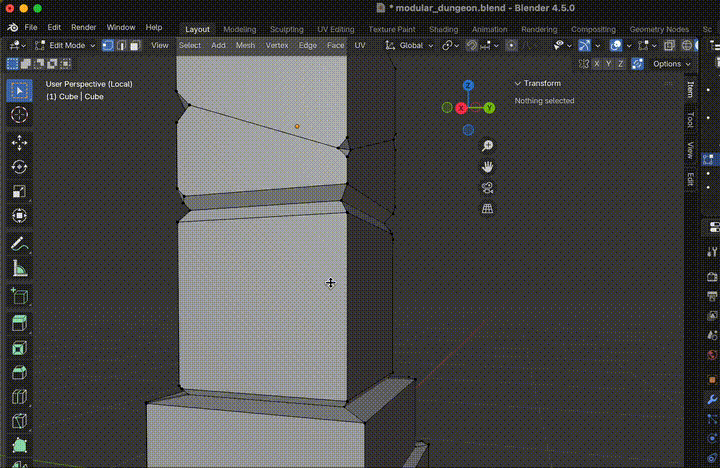 * modular_dungeon.blend - Blender 4.5.0
File Edit Render Window Help Layout Modeling Sculpting UV Editing Texture Paint Shading Animation Rendering Compositing Geometry Nodes Sc
Edit Mode View Select Add Mesh Vertex Edge Face UV Global
X Y Z Options
User Perspective (Local)
(1) Cube | Cube
Z
X
Y
Transform
Nothing selected
Item
Tool
View
Edit